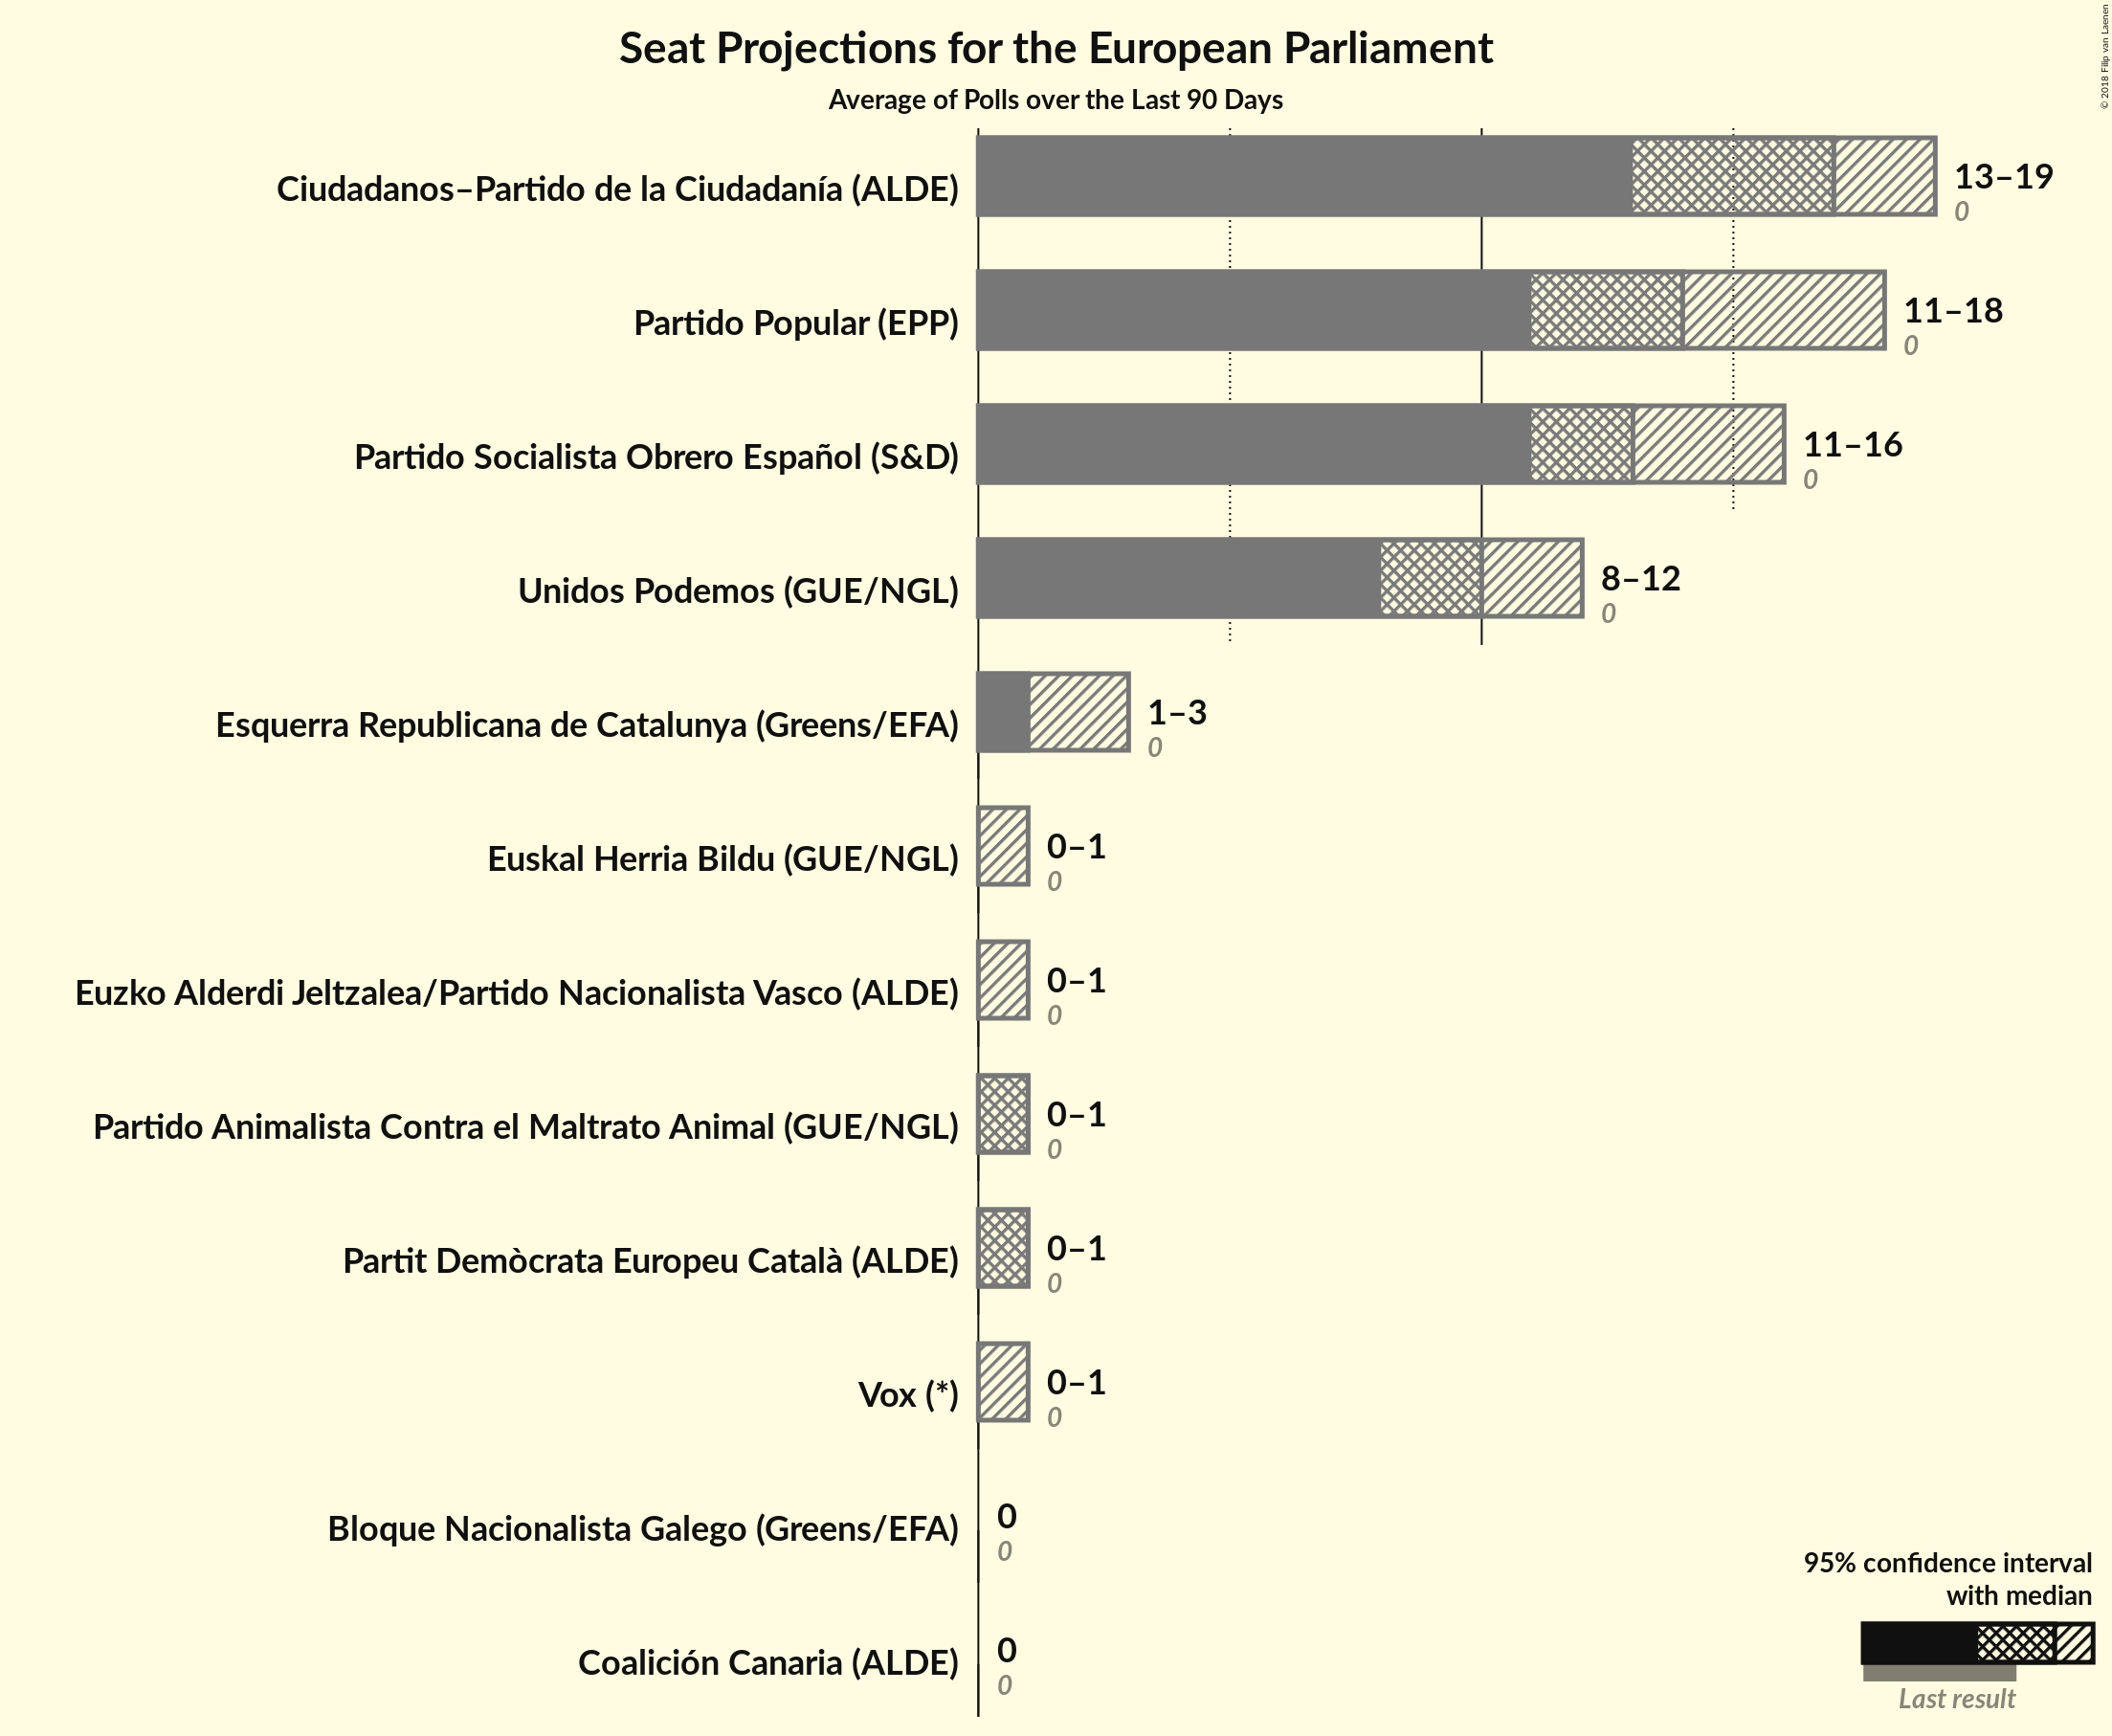 Seat Projections for the European Parliament
Average of Polls over the Last 90 Days
© 2018 Filip van Laenen
Ciudadanos–Partido de la Ciudadanía (ALDE)
13–19
0
Partido Popular (EPP)
11–18
0
Partido Socialista Obrero Español (S&D)
11–16
0
Unidos Podemos (GUE/NGL)
8–12
0
Esquerra Republicana de Catalunya (Greens/EFA)
1–3
0
Euskal Herria Bildu (GUE/NGL)
0–1
0
Euzko Alderdi Jeltzalea/Partido Nacionalista Vasco (ALDE)
0–1
0
Partido Animalista Contra el Maltrato Animal (GUE/NGL)
0–1
0
Partit Demòcrata Europeu Català (ALDE)
0–1
0
Vox (*)
0–1
0
Bloque Nacionalista Galego (Greens/EFA)
0
0
Coalición Canaria (ALDE)
0
0
95% confidence interval
with median
Last result